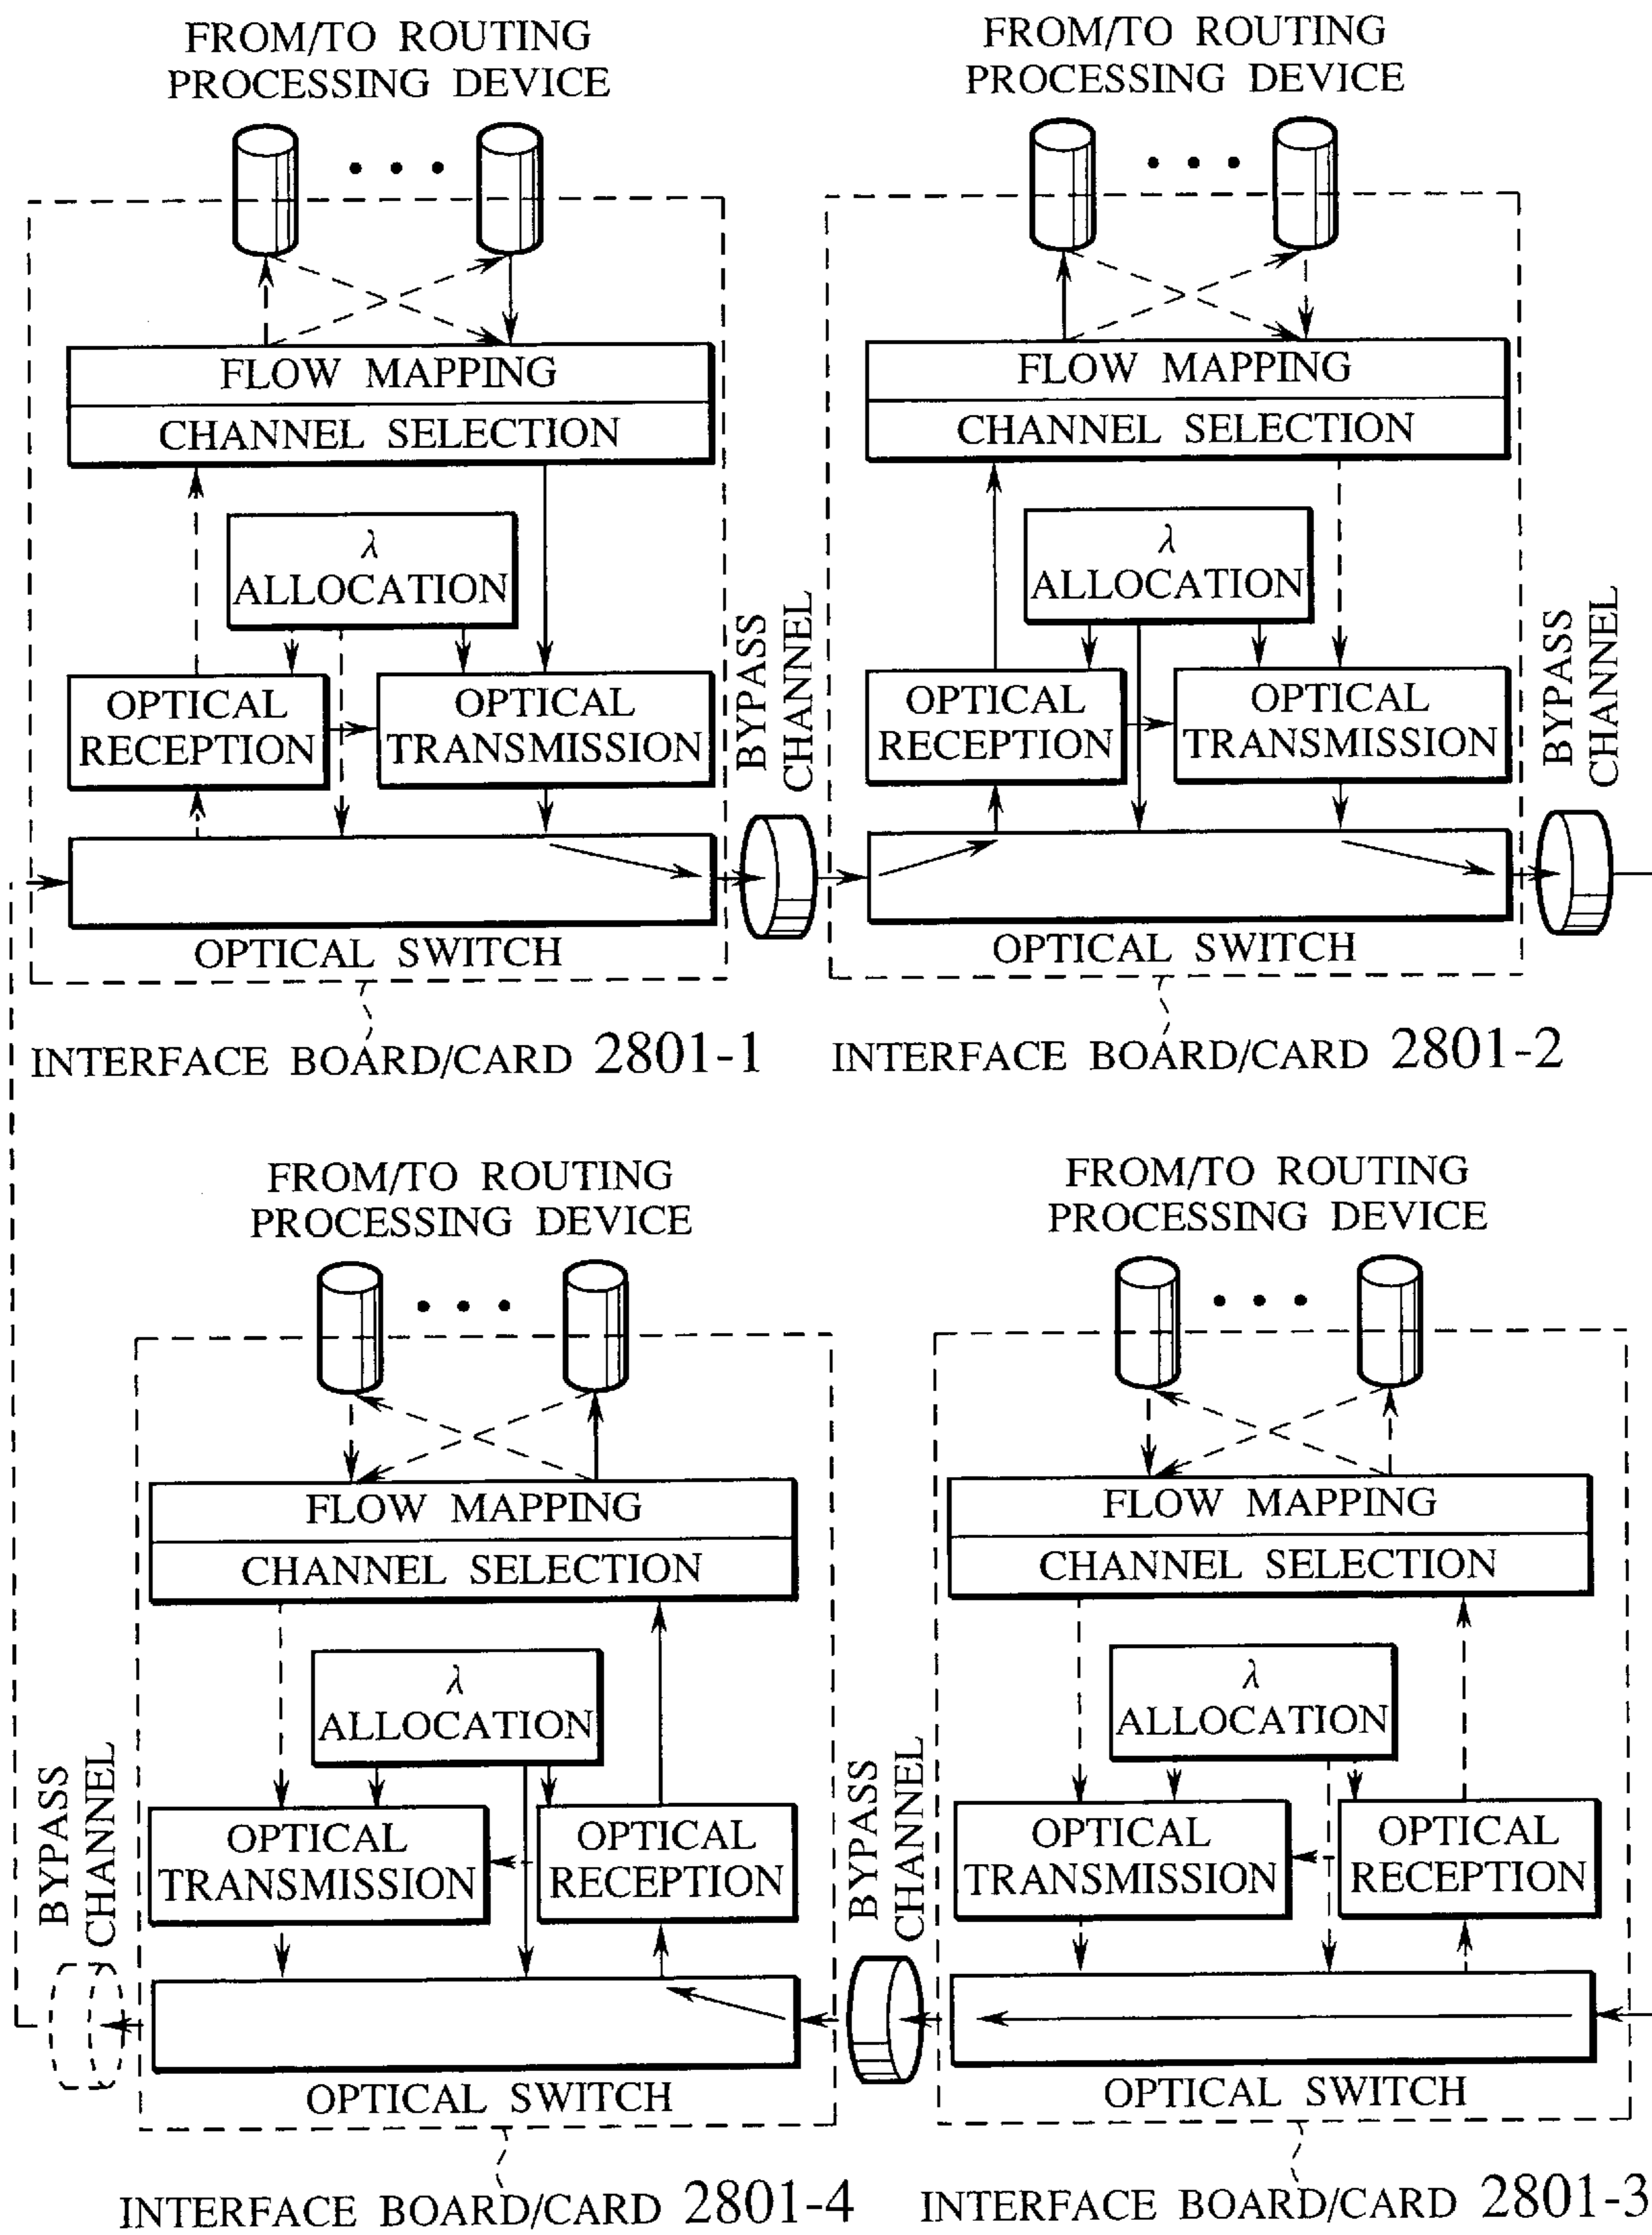 FROM/TO ROUTING
PROCESSING DEVICE
FLOW MAPPING
CHANNEL SELECTION
λ
ALLOCATION
OPTICAL
RECEPTION
OPTICAL
TRANSMISSION
OPTICAL SWITCH
BYPASS
CHANNEL
INTERFACE BOARD/CARD 2801-1
FROM/TO ROUTING
PROCESSING DEVICE
FLOW MAPPING
CHANNEL SELECTION
λ
ALLOCATION
OPTICAL
RECEPTION
OPTICAL
TRANSMISSION
OPTICAL SWITCH
BYPASS
CHANNEL
INTERFACE BOARD/CARD 2801-2
FROM/TO ROUTING
PROCESSING DEVICE
FLOW MAPPING
CHANNEL SELECTION
λ
ALLOCATION
BYPASS
CHANNEL
OPTICAL
TRANSMISSION
OPTICAL
RECEPTION
OPTICAL SWITCH
INTERFACE BOARD/CARD 2801-4
FROM/TO ROUTING
PROCESSING DEVICE
FLOW MAPPING
CHANNEL SELECTION
λ
ALLOCATION
BYPASS
CHANNEL
OPTICAL
TRANSMISSION
OPTICAL
RECEPTION
OPTICAL SWITCH
INTERFACE BOARD/CARD 2801-3